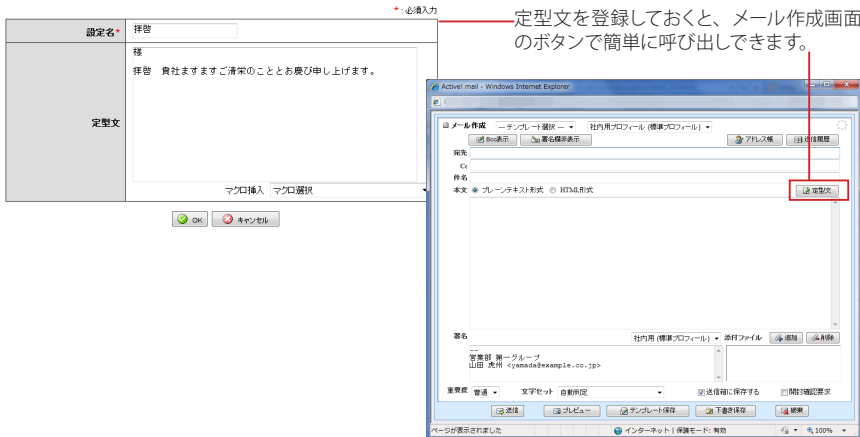 *:必須入力
設定名* 拝啓
定型文
様
拝啓　貴社ますますご清栄のこととお慶び申し上げます。
マクロ挿入 マクロ選択
OK キャンセル
定型文を登録しておくと、メール作成画面
のボタンで簡単に呼び出しできます。
Active! mail - Windows Internet Explorer
メール作成 --- テンプレート選択 --- 社内用プロフィール (標準プロフィール)
Bcc表示 署名欄非表示 アドレス帳 送信履歴
宛先
Cc
件名
本文 プレーンテキスト形式 HTML形式 定型文
署名 社内用 (標準プロフィール) 添付ファイル 追加 削除
--
営業部 第一グループ
山田 虎州 <yamada@example.co.jp>
重要度 普通 文字セット 自動判定 送信箱に保存する 開封確認要求
送信 プレビュー テンプレート保存 下書き保存 破棄
ページが表示されました インターネット | 保護モード: 有効 100%